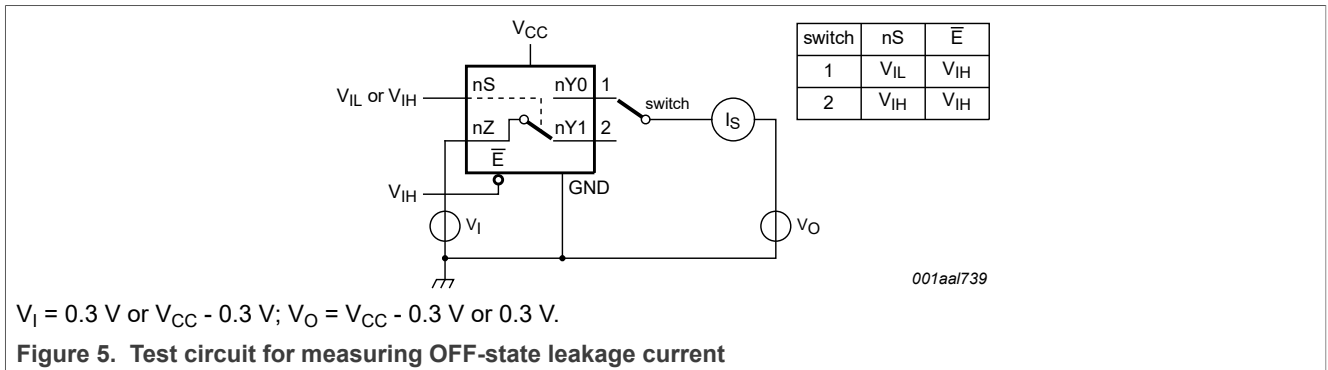 VCC
switch nS E̅
1 VIL VIH
2 VIH VIH
VIL or VIH
nS nY0 1
switch
IS
nZ nY1 2
E̅
VIH
GND
VI
VO
001aal739
VI = 0.3 V or VCC - 0.3 V; VO = VCC - 0.3 V or 0.3 V.
Figure 5. Test circuit for measuring OFF-state leakage current